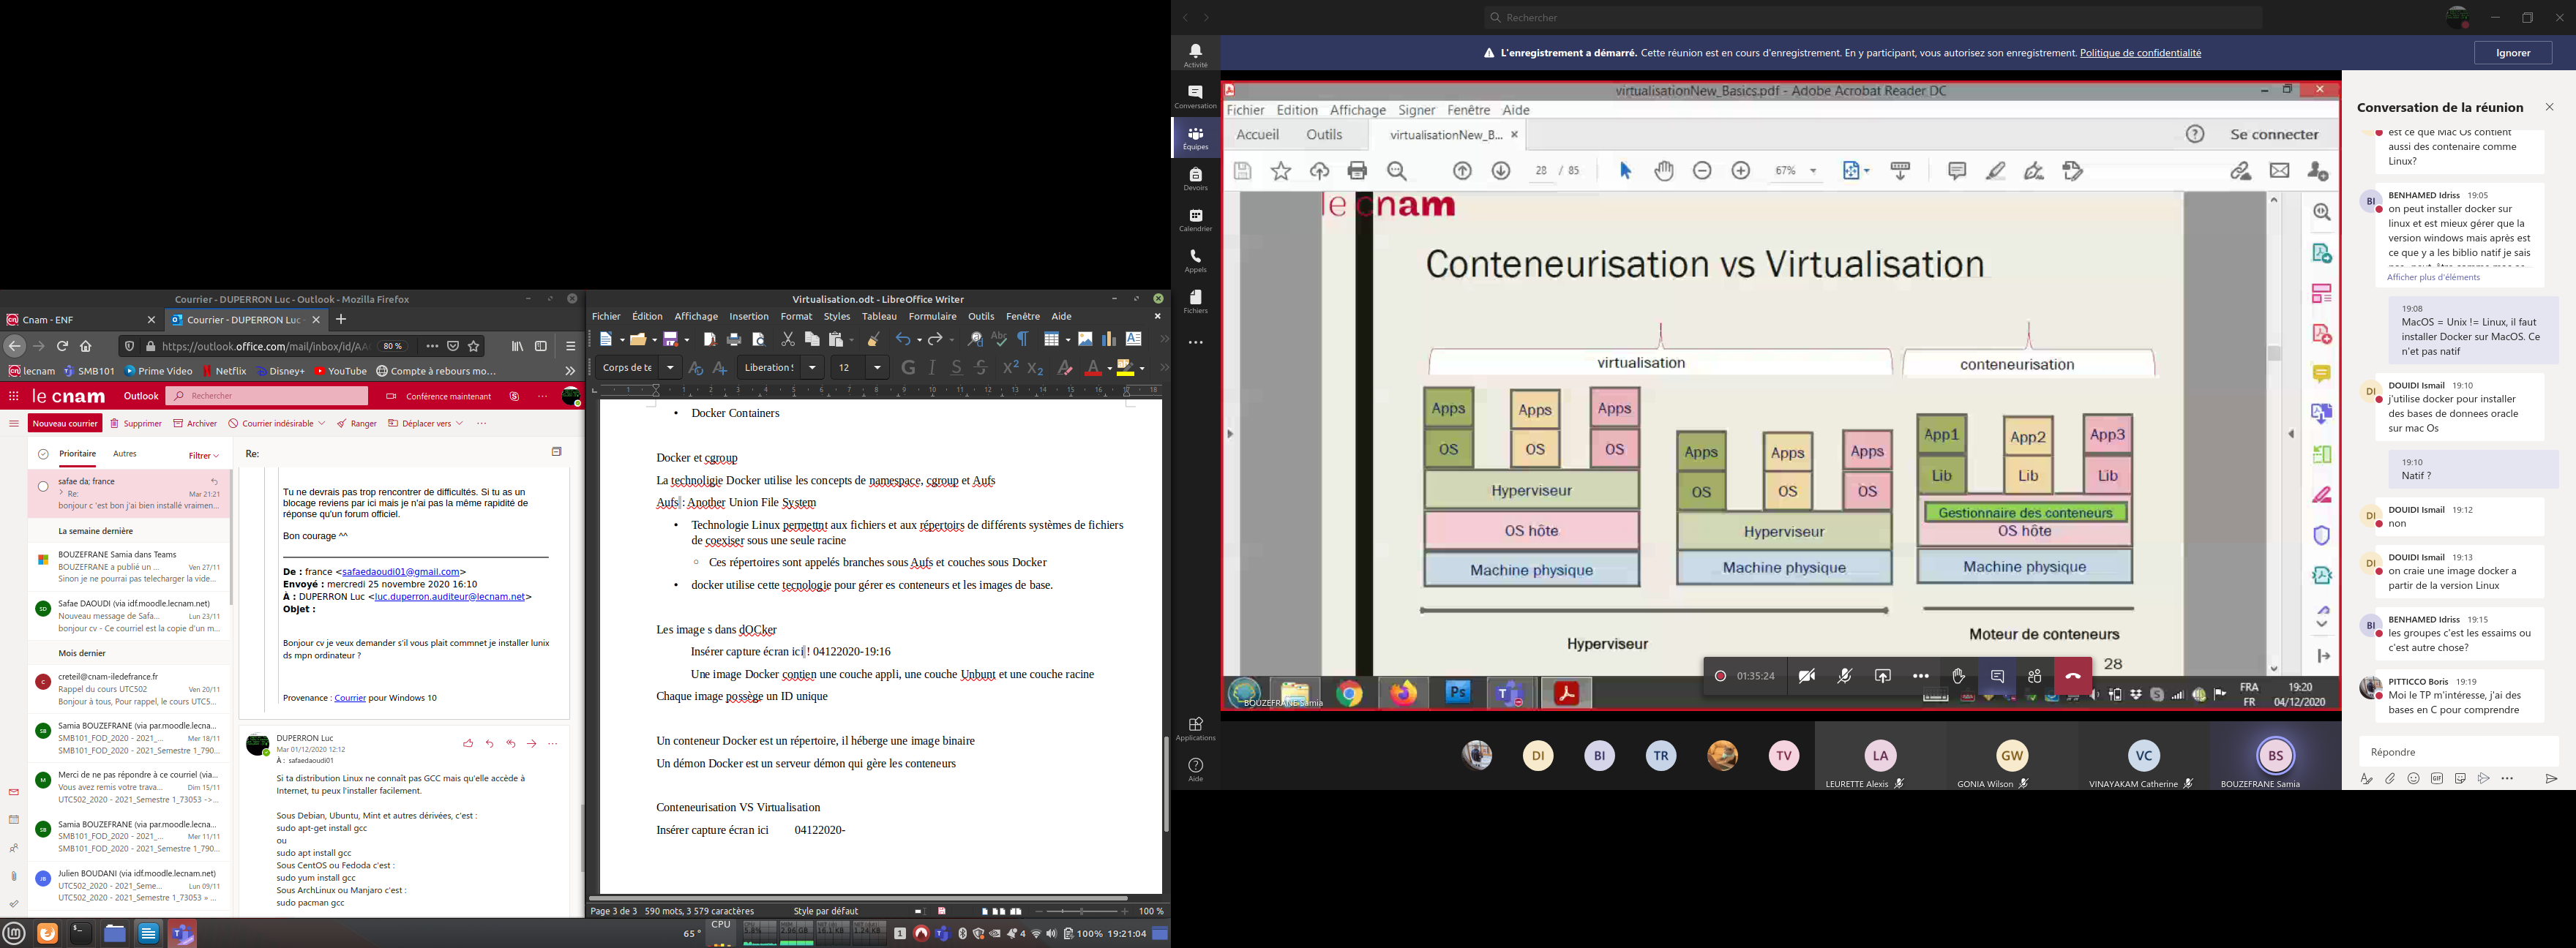 Courrier - DUPERRON Luc - Outlook - Mozilla Firefox
Cnam - ENF
Courrier - DUPERRON Luc -
https://outlook.office.com/mail/inbox/id/AA
80 %
lecnam
SMB101
Prime Video
Netflix
Disney+
YouTube
Compte à rebours mo...
le cnam
Outlook
Rechercher
Conférence maintenant
Nouveau courrier
Supprimer
Archiver
Courrier indésirable
Ranger
Déplacer vers
Prioritaire
Autres
Filtrer
safae da; france
Re:
Mar 21:21
bonjour c 'est bon j'ai bien installé vraimen...
La semaine dernière
BOUZEFRANE Samia dans Teams
BOUZEFRANE a publié un ...
Ven 27/11
Sinon je ne pourrai pas telecharger la vide...
SD
Safae DAOUDI (via idf.moodle.lecnam.net)
Nouveau message de Safa...
Lun 23/11
bonjour cv - Ce courriel est la copie d'un m...
Mois dernier
C
creteil@cnam-iledefrance.fr
Rappel du cours UTC502
Ven 20/11
Bonjour à tous, Pour rappel, le cours UTC5...
SB
Samia BOUZEFRANE (via par.moodle.lecna...
SMB101_FOD_2020 - 2021_...
Mer 18/11
SMB101_FOD_2020 - 2021_Semestre 1_790...
M
Merci de ne pas répondre à ce courriel (via...
Vous avez remis votre trava...
Dim 15/11
UTC502_2020 - 2021_Semestre 1_73053 ->...
SB
Samia BOUZEFRANE (via par.moodle.lecna...
SMB101_FOD_2020 - 2021_...
Mer 11/11
SMB101_FOD_2020 - 2021_Semestre 1_790...
JB
Julien BOUDANI (via idf.moodle.lecnam.net)
UTC502_2020 - 2021_Seme...
Lun 09/11
UTC502_2020 - 2021_Semestre 1_73053 » ...
Re:
Tu ne devrais pas trop rencontrer de difficultés. Si tu as un
blocage reviens par ici mais je n'ai pas la même rapidité de
réponse qu'un forum officiel.
Bon courage ^^
De : france <safaedaoudi01@gmail.com>
Envoyé : mercredi 25 novembre 2020 16:10
À : DUPERRON Luc <luc.duperron.auditeur@lecnam.net>
Objet :
Bonjour cv je veux demander s'il vous plait commnet je installer lunix
ds mpn ordinateur ?
Provenance : Courrier pour Windows 10
DUPERRON Luc
Mar 01/12/2020 12:12
À : safaedaoudi01
Si ta distribution Linux ne connaît pas GCC mais qu'elle accède à
Internet, tu peux l'installer facilement.
Sous Debian, Ubuntu, Mint et autres dérivées, c'est :
sudo apt-get install gcc
ou
sudo apt install gcc
Sous CentOS ou Fedoda c'est :
sudo yum install gcc
Sous ArchLinux ou Manjaro c'est :
sudo pacman gcc
Virtualisation.odt - LibreOffice Writer
Fichier Édition Affichage Insertion Format Styles Tableau Formulaire Outils Fenêtre Aide
Corps de te
Liberation S
12
• Docker Containers
Docker et cgroup
La technoligie Docker utilise les concepts de namespace, cgroup et Aufs
Aufs : Another Union File System
• Technologie Linux permettnt aux fichiers et aux répertoirs de différents systèmes de fichiers
de coexiser sous une seule racine
◦ Ces répertoires sont appelés branches sous Aufs et couches sous Docker
• docker utilise cette tecnologie pour gérer es conteneurs et les images de base.
Les image s dans dOCker
Insérer capture écran ici ! 04122020-19:16
Une image Docker contien une couche appli, une couche Unbunt et une couche racine
Chaque image possège un ID unique
Un conteneur Docker est un répertoire, il héberge une image binaire
Un démon Docker est un serveur démon qui gère les conteneurs
Conteneurisation VS Virtualisation
Insérer capture écran ici 04122020-
Page 3 de 3 590 mots, 3 579 caractères
Style par défaut
100 %
65 °
CPU
1
4
100%
19:21:04
Rechercher
L'enregistrement a démarré. Cette réunion est en cours d'enregistrement. En y participant, vous autorisez son enregistrement. Politique de confidentialité
Ignorer
Activité
Conversation
Équipes
Devoirs
Calendrier
Appels
Fichiers
Applications
Aide
virtualisationNew_Basics.pdf - Adobe Acrobat Reader DC
Fichier Edition Affichage Signer Fenêtre Aide
Accueil
Outils
virtualisationNew_B...
Se connecter
28 / 85
67%
le cnam
Conteneurisation vs Virtualisation
virtualisation
conteneurisation
Apps
Apps
Apps
OS
OS
OS
Hyperviseur
OS hôte
Machine physique
Apps
Apps
Apps
OS
OS
OS
Hyperviseur
Machine physique
App1
App2
App3
Lib
Lib
Lib
Gestionnaire des conteneurs
OS hôte
Machine physique
Hyperviseur
Moteur de conteneurs
28
01:35:24
BOUZEFRANE Samia
FRA
FR
19:20
04/12/2020
DI
BI
TR
TV
LA
LEURETTE Alexis
GW
GONIA Wilson
VC
VINAYAKAM Catherine
BS
BOUZEFRANE Samia
Conversation de la réunion
est ce que Mac Os contient
aussi des contenaire comme
Linux?
BI
BENHAMED Idriss 19:05
on peut installer docker sur
linux et est mieux gérer que la
version windows mais après est
ce que y a les biblio natif je sais
Afficher plus d'éléments
19:08
MacOS = Unix != Linux, il faut
installer Docker sur MacOS. Ce
n'et pas natif
DI
DOUIDI Ismail 19:10
j'utilise docker pour installer
des bases de donnees oracle
sur mac Os
19:10
Natif ?
DI
DOUIDI Ismail 19:12
non
DI
DOUIDI Ismail 19:13
on craie une image docker a
partir de la version Linux
BI
BENHAMED Idriss 19:15
les groupes c'est les essaims ou
c'est autre chose?
PITTICCO Boris 19:19
Moi le TP m'intéresse, j'ai des
bases en C pour comprendre
Répondre